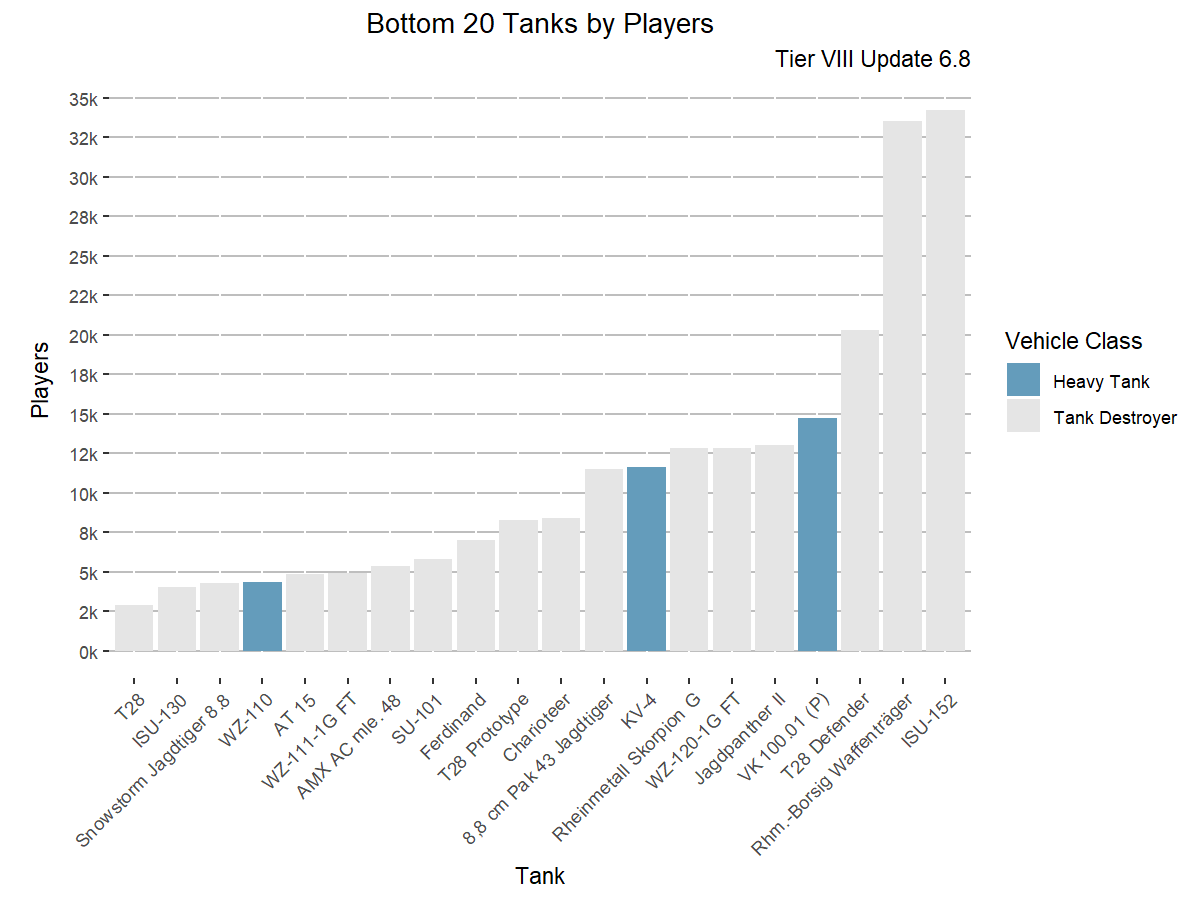 Bottom 20 Tanks by Players
Tier VIII Update 6.8
35k
32k
30k
28k
25k
22k
20k
18k
15k
12k
10k
8k
5k
2k
0k
Players
T28
ISU-130
Snowstorm Jagdtiger 8.8
WZ-110
AT 15
WZ-111-1G FT
AMX AC mle. 48
SU-101
Ferdinand
T28 Prototype
Charioteer
8,8 cm Pak 43 Jagdtiger
KV-4
Rheinmetall Skorpion G
WZ-120-1G FT
Jagdpanther II
VK 100.01 (P)
T28 Defender
Rhm.-Borsig Waffenträger
ISU-152
Tank
Vehicle Class
Heavy Tank
Tank Destroyer